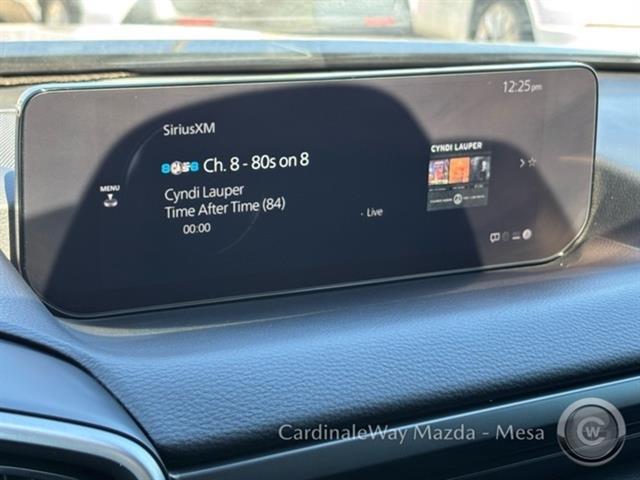 12:25pm
SiriusXM
Ch. 8 - 80s on 8
CYNDI LAUPER
MENU
Cyndi Lauper
Time After Time (84)
Live
00:00
CardinaleWay Mazda - Mesa
CW